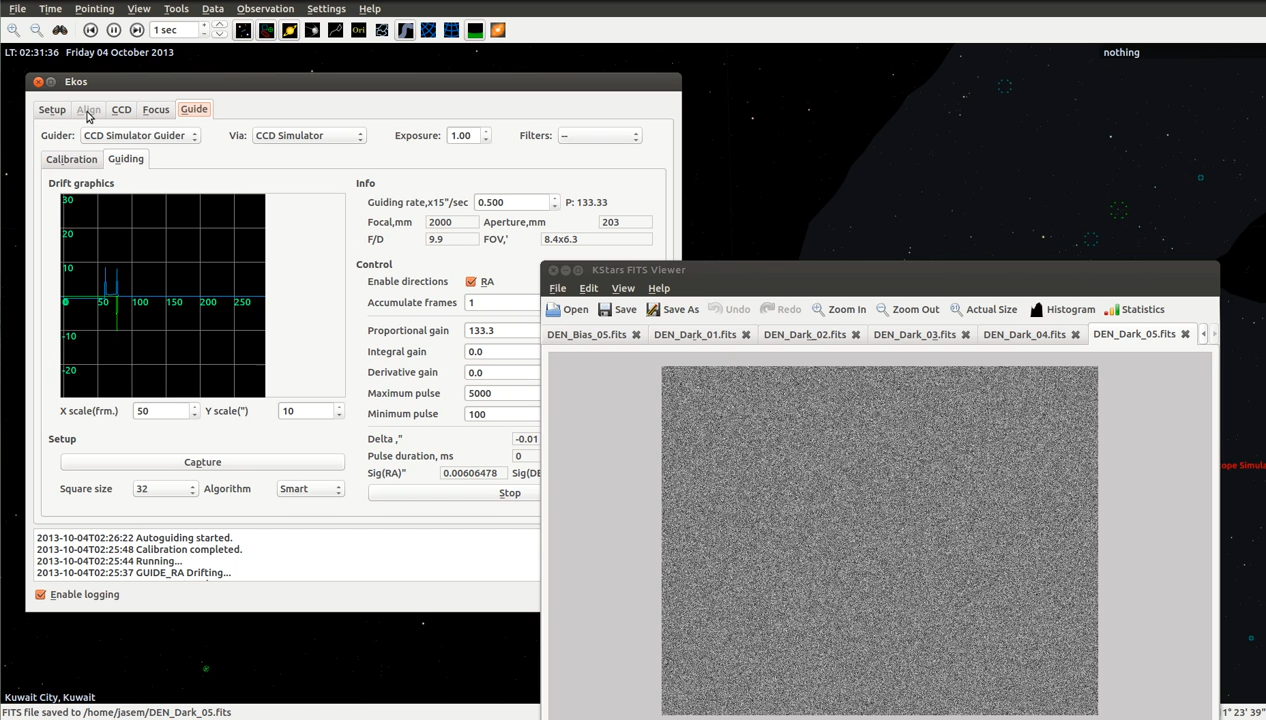 File Time Pointing View Tools Data Observation Settings Help
1 sec Ori
LT: 02:31:36 Friday 04 October 2013
nothing
Ekos
Setup Align CCD Focus Guide
Guider: CCD Simulator Guider Via: CCD Simulator Exposure: 1.00 Filters: --
Calibration Guiding
Drift graphics
30
20
10
0 50 100 150 200 250
-10
-20
X scale(frm.) 50 Y scale(") 10
Setup
Capture
Square size 32 Algorithm Smart
Info
Guiding rate,x15"/sec 0.500 P: 133.33
Focal,mm 2000 Aperture,mm 203
F/D 9.9 FOV,' 8.4x6.3
Control
Enable directions RA
Accumulate frames 1
Proportional gain 133.3
Integral gain 0.0
Derivative gain 0.0
Maximum pulse 5000
Minimum pulse 100
Delta ," -0.01
Pulse duration, ms 0
Sig(RA)" 0.00606478 Sig(DE
Stop
2013-10-04T02:26:22 Autoguiding started.
2013-10-04T02:25:48 Calibration completed.
2013-10-04T02:25:44 Running...
2013-10-04T02:25:37 GUIDE_RA Drifting...
Enable logging
KStars FITS Viewer
File Edit View Help
Open Save Save As Undo Redo Zoom In Zoom Out Actual Size Histogram Statistics
DEN_Bias_05.fits DEN_Dark_01.fits DEN_Dark_02.fits DEN_Dark_03.fits DEN_Dark_04.fits DEN_Dark_05.fits
cope Simula
Kuwait City, Kuwait
FITS file saved to /home/jasem/DEN_Dark_05.fits
1° 23' 39"